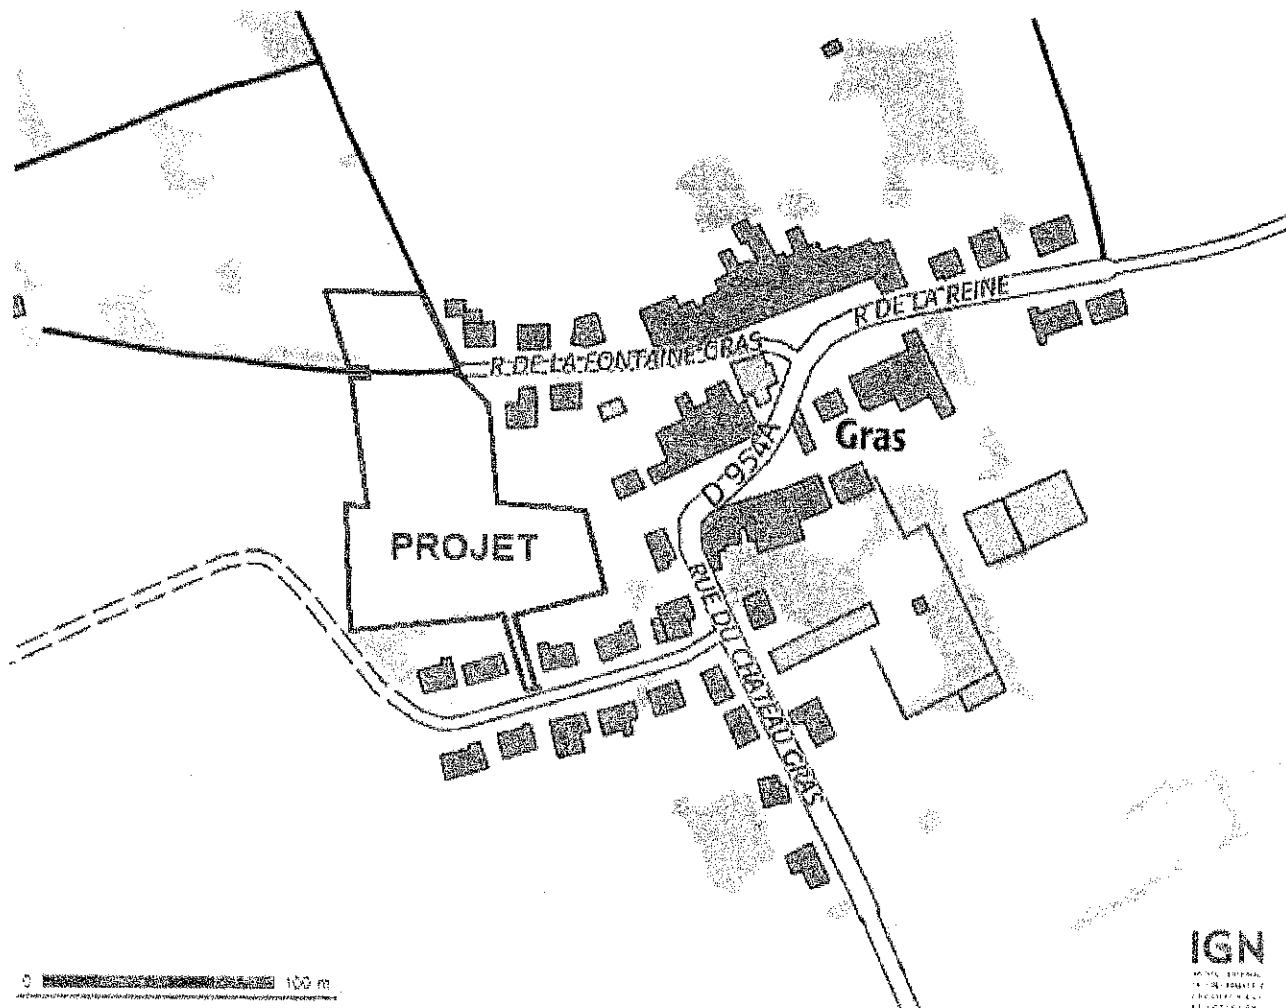 R DE LA REINE
R DE LA FONTAINE GRAS
Gras
D 954A
PROJET
RUE DU CHATEAU GRAS
0 100 m
IGN